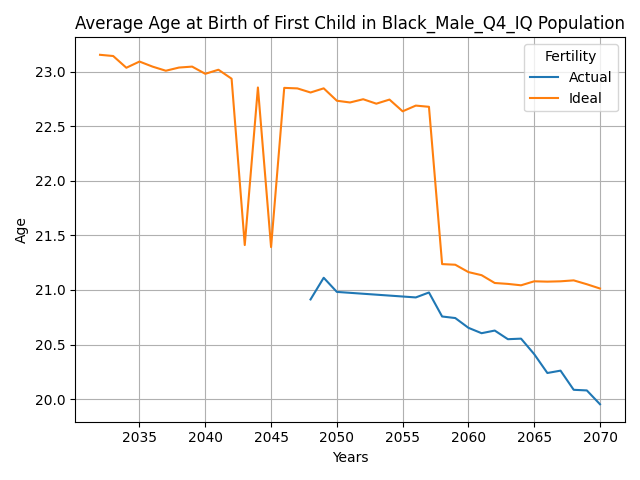 Average Age at Birth of First Child in Black_Male_Q4_IQ Population
Fertility
Actual
Ideal
23.0
22.5
22.0
21.5
21.0
20.5
20.0
Age
2035 2040 2045 2050 2055 2060 2065 2070
Years